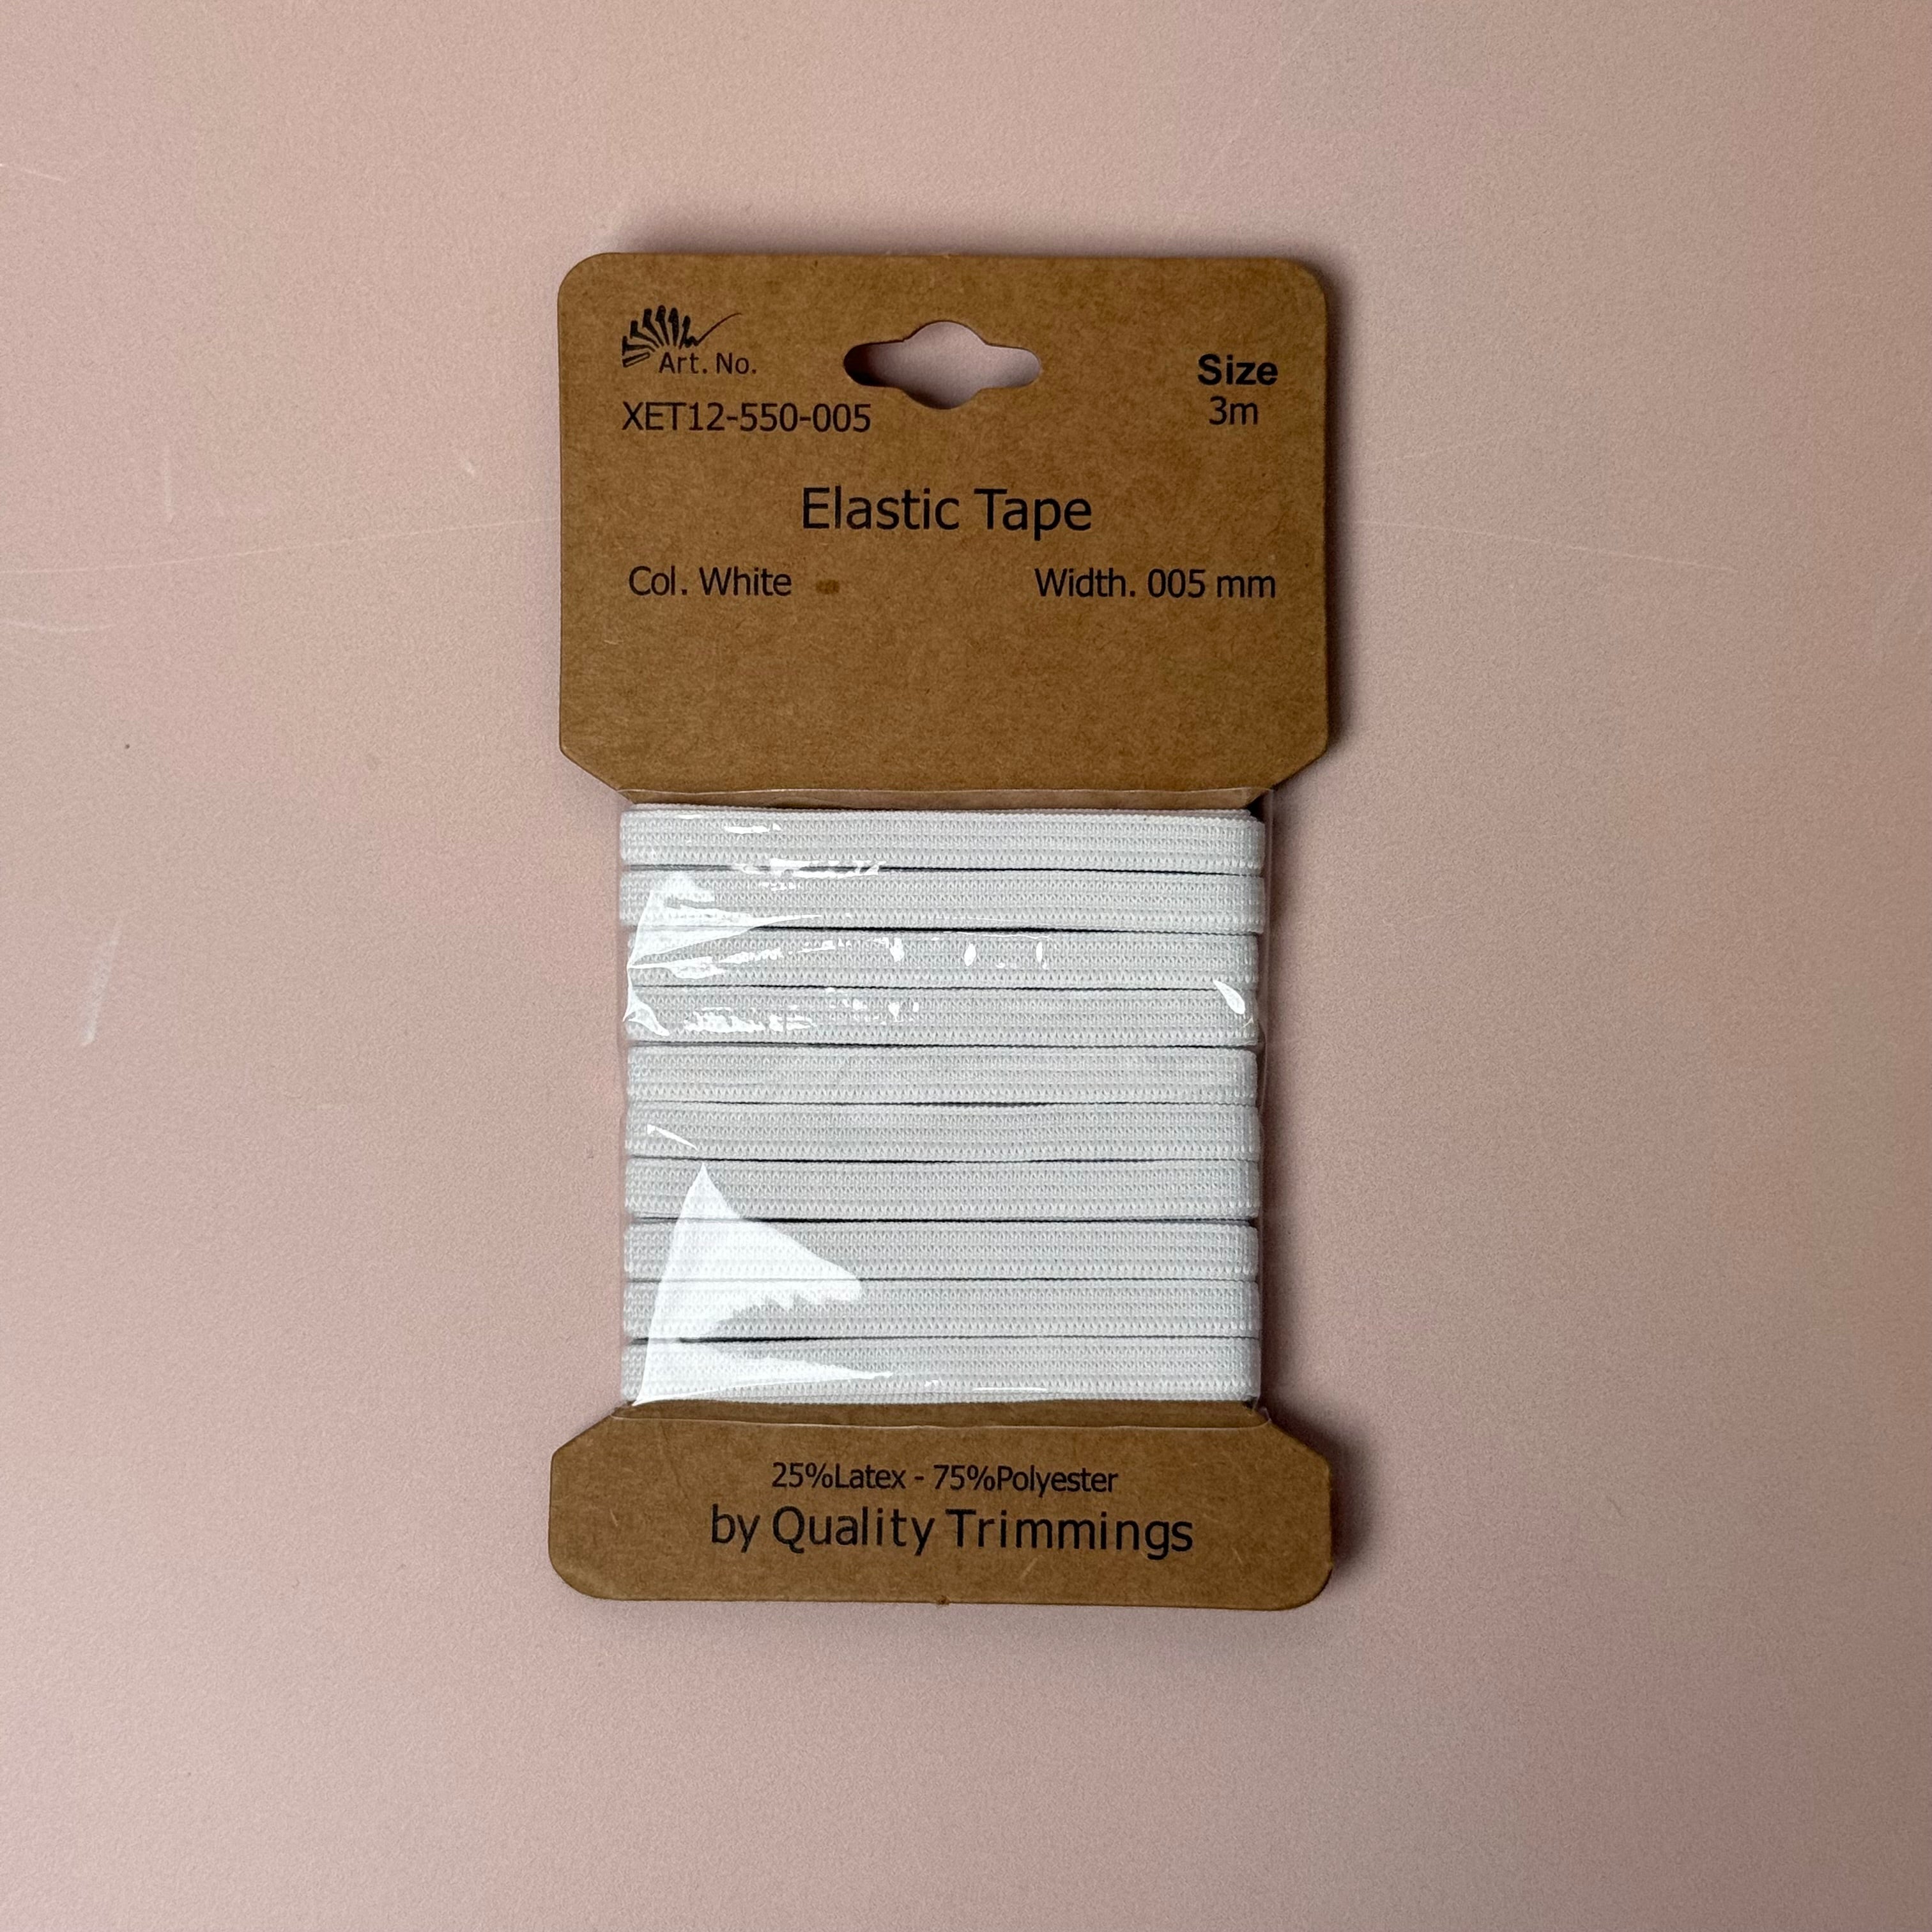 Art. No.
XET12-550-005
Size
3m
Elastic Tape
Col. White
Width. 005 mm
25%Latex - 75%Polyester
by Quality Trimmings